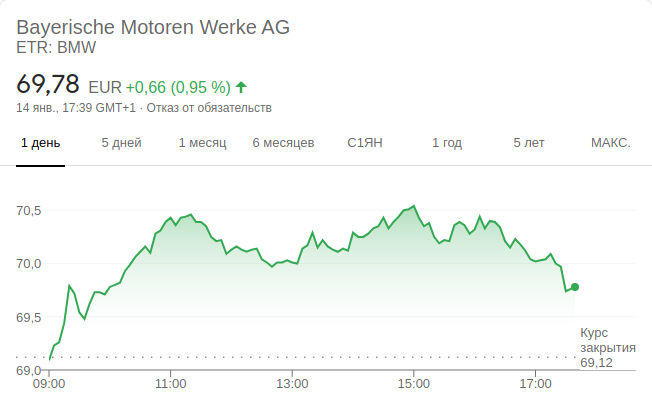 Bayerische Motoren Werke AG
ETR: BMW
69,78 EUR +0,66 (0,95 %)
14 янв., 17:39 GMT+1 · Отказ от обязательств
1 день 5 дней 1 месяц 6 месяцев С1ЯН 1 год 5 лет МАКС.
70,5
70,0
69,5
Курс
закрытия
69,12
69,0
09:00 11:00 13:00 15:00 17:00